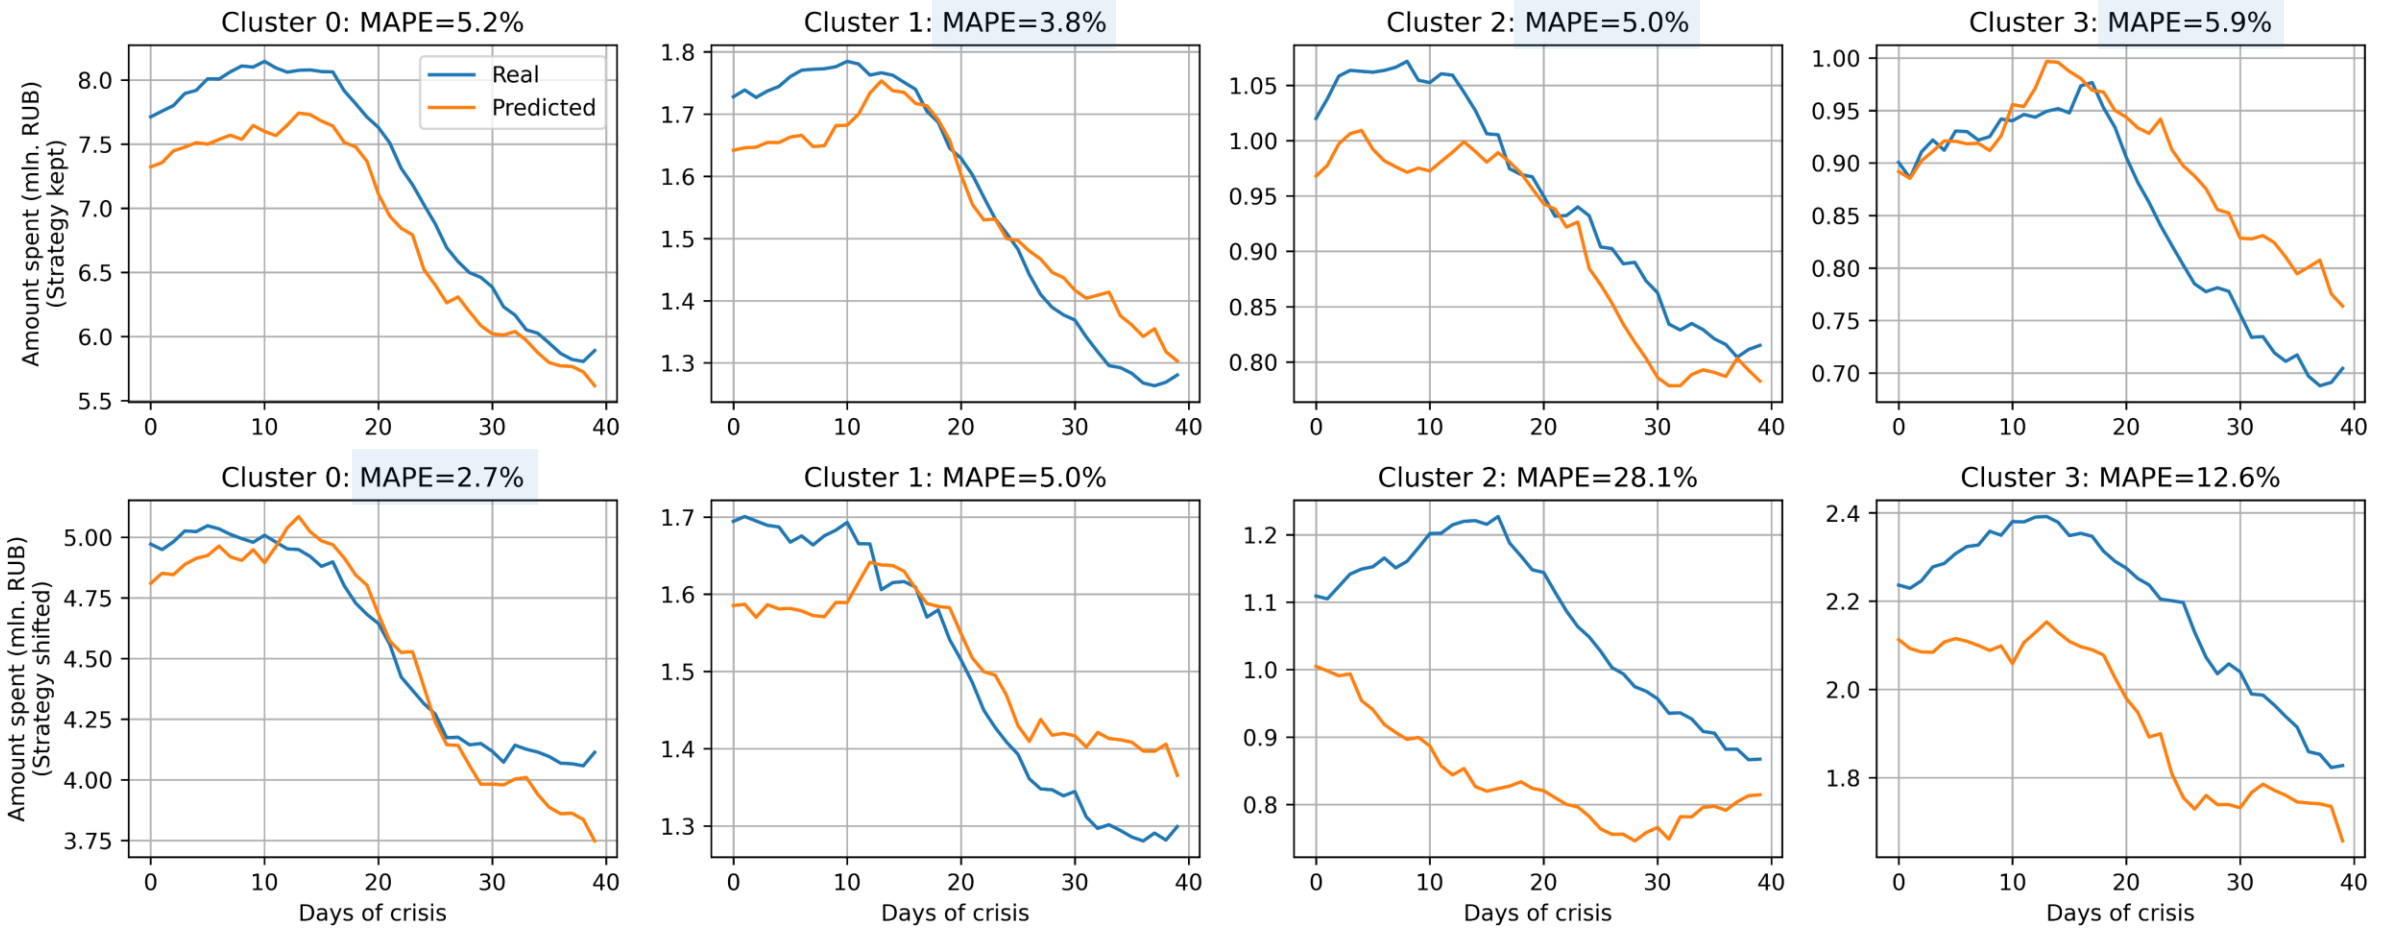 Cluster 0: MAPE=5.2%
Cluster 1: MAPE=3.8%
Cluster 2: MAPE=5.0%
Cluster 3: MAPE=5.9%
Amount spent (mln. RUB)
(Strategy kept)
8.0
7.5
7.0
6.5
6.0
5.5
Real
Predicted
0 10 20 30 40
1.8
1.7
1.6
1.5
1.4
1.3
0 10 20 30 40
1.05
1.00
0.95
0.90
0.85
0.80
0 10 20 30 40
1.00
0.95
0.90
0.85
0.80
0.75
0.70
0 10 20 30 40
Cluster 0: MAPE=2.7%
Cluster 1: MAPE=5.0%
Cluster 2: MAPE=28.1%
Cluster 3: MAPE=12.6%
Amount spent (mln. RUB)
(Strategy shifted)
5.00
4.75
4.50
4.25
4.00
3.75
0 10 20 30 40
Days of crisis
1.7
1.6
1.5
1.4
1.3
0 10 20 30 40
Days of crisis
1.2
1.1
1.0
0.9
0.8
0 10 20 30 40
Days of crisis
2.4
2.2
2.0
1.8
0 10 20 30 40
Days of crisis